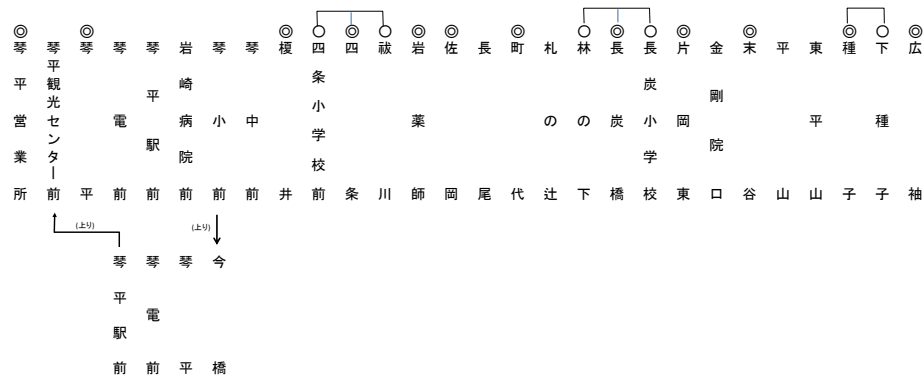 ◎琴平営業所
琴平観光センター前
◎琴平
琴電前
琴平駅前
岩崎病院前
琴小前
琴中前
◎榎井
○四条小学校前
◎四条
○祓川
◎岩薬師
◎佐岡
長尾
◎町代
札の辻
○林の下
◎長炭橋
○長炭小学校
◎片岡東
金剛院口
◎末谷
平山
東平山
◎種子
○下種子
◎広袖
(上り)
(上り)
琴平駅前
琴電前
琴平
今橋